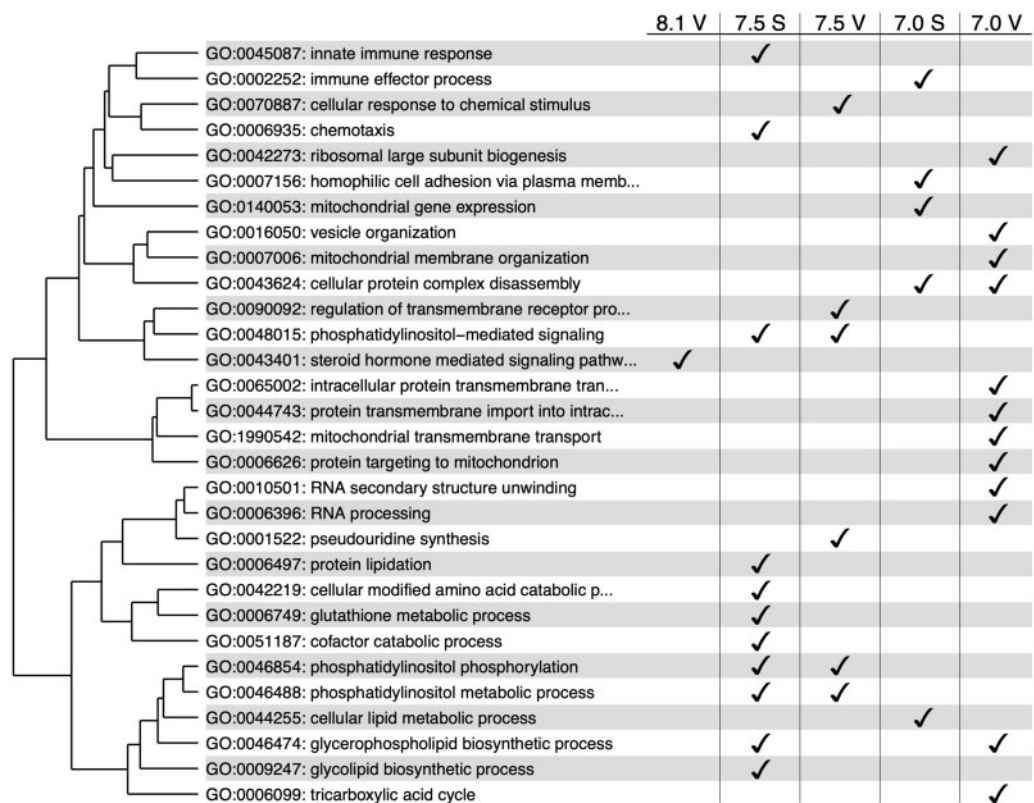 8.1 V 7.5 S 7.5 V 7.0 S 7.0 V
GO:0045087: innate immune response ✓
GO:0002252: immune effector process ✓
GO:0070887: cellular response to chemical stimulus ✓
GO:0006935: chemotaxis ✓
GO:0042273: ribosomal large subunit biogenesis ✓
GO:0007156: homophilic cell adhesion via plasma memb... ✓
GO:0140053: mitochondrial gene expression ✓
GO:0016050: vesicle organization ✓
GO:0007006: mitochondrial membrane organization ✓
GO:0043624: cellular protein complex disassembly ✓ ✓
GO:0090092: regulation of transmembrane receptor pro... ✓
GO:0048015: phosphatidylinositol−mediated signaling ✓ ✓
GO:0043401: steroid hormone mediated signaling pathw... ✓
GO:0065002: intracellular protein transmembrane tran... ✓
GO:0044743: protein transmembrane import into intrac... ✓
GO:1990542: mitochondrial transmembrane transport ✓
GO:0006626: protein targeting to mitochondrion ✓
GO:0010501: RNA secondary structure unwinding ✓
GO:0006396: RNA processing ✓
GO:0001522: pseudouridine synthesis ✓
GO:0006497: protein lipidation ✓
GO:0042219: cellular modified amino acid catabolic p... ✓
GO:0006749: glutathione metabolic process ✓
GO:0051187: cofactor catabolic process ✓
GO:0046854: phosphatidylinositol phosphorylation ✓ ✓
GO:0046488: phosphatidylinositol metabolic process ✓ ✓
GO:0044255: cellular lipid metabolic process ✓
GO:0046474: glycerophospholipid biosynthetic process ✓ ✓
GO:0009247: glycolipid biosynthetic process ✓
GO:0006099: tricarboxylic acid cycle ✓